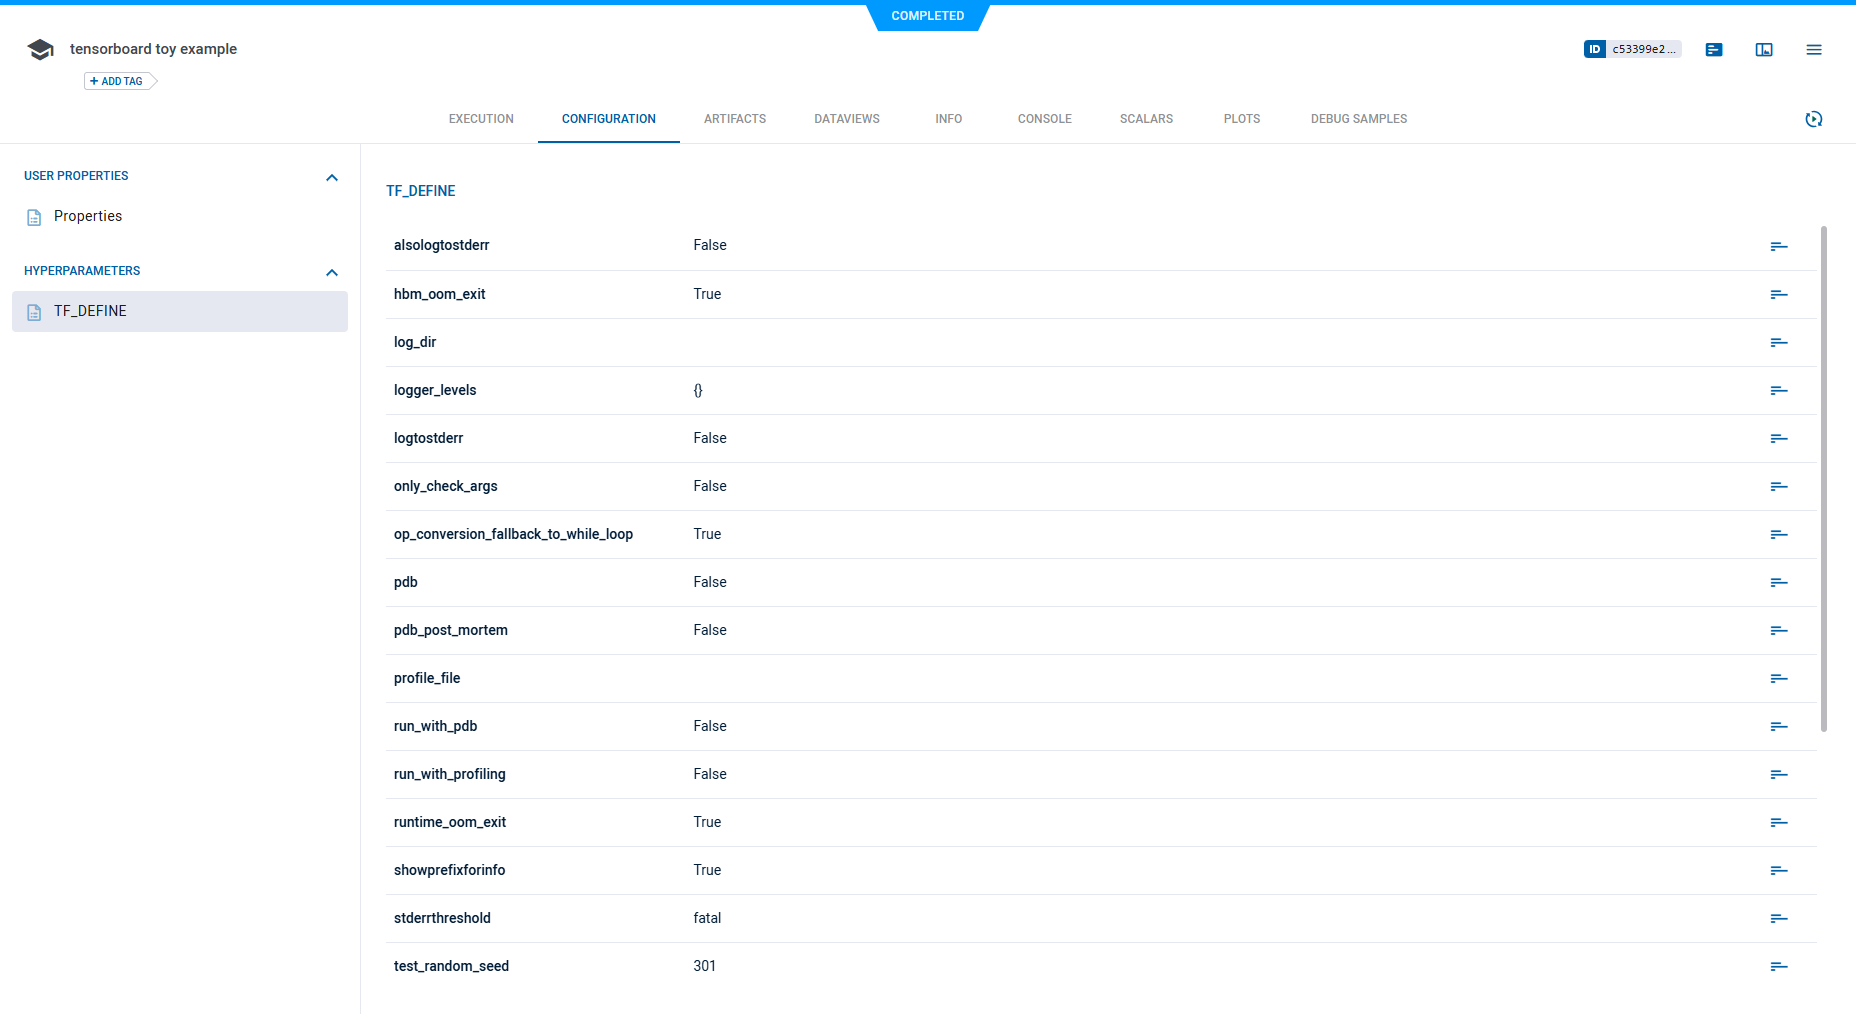 COMPLETED
tensorboard toy example
ID c53399e2...
+ ADD TAG
EXECUTION CONFIGURATION ARTIFACTS DATAVIEWS INFO CONSOLE SCALARS PLOTS DEBUG SAMPLES
USER PROPERTIES
Properties
HYPERPARAMETERS
TF_DEFINE
TF_DEFINE
alsologtostderr False
hbm_oom_exit True
log_dir
logger_levels {}
logtostderr False
only_check_args False
op_conversion_fallback_to_while_loop True
pdb False
pdb_post_mortem False
profile_file
run_with_pdb False
run_with_profiling False
runtime_oom_exit True
showprefixforinfo True
stderrthreshold fatal
test_random_seed 301